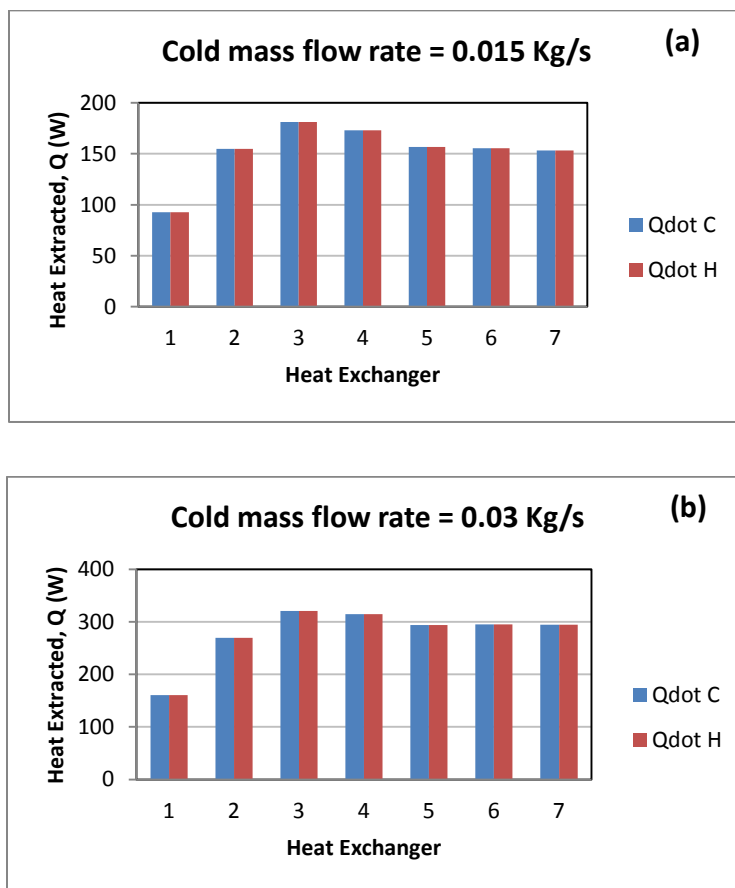 (a)
Cold mass flow rate = 0.015 Kg/s
Heat Extracted, Q (W)
200
150
100
50
0
Qdot C
Qdot H
1 2 3 4 5 6 7
Heat Exchanger
(b)
Cold mass flow rate = 0.03 Kg/s
Heat Extracted, Q (W)
400
300
200
100
0
Qdot C
Qdot H
1 2 3 4 5 6 7
Heat Exchanger